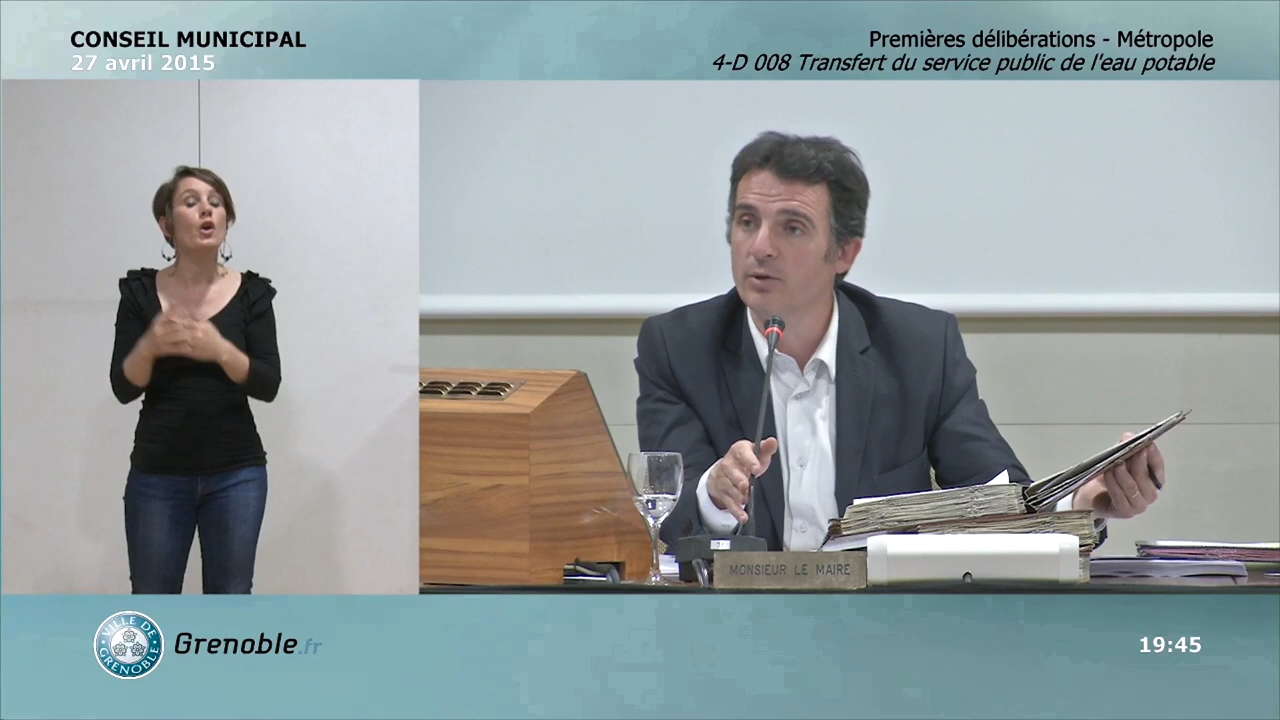 CONSEIL MUNICIPAL
27 avril 2015
Premières délibérations - Métropole
4-D 008 Transfert du service public de l'eau potable
MONSIEUR LE MAIRE
VILLE DE GRENOBLE
Grenoble.fr
19:45